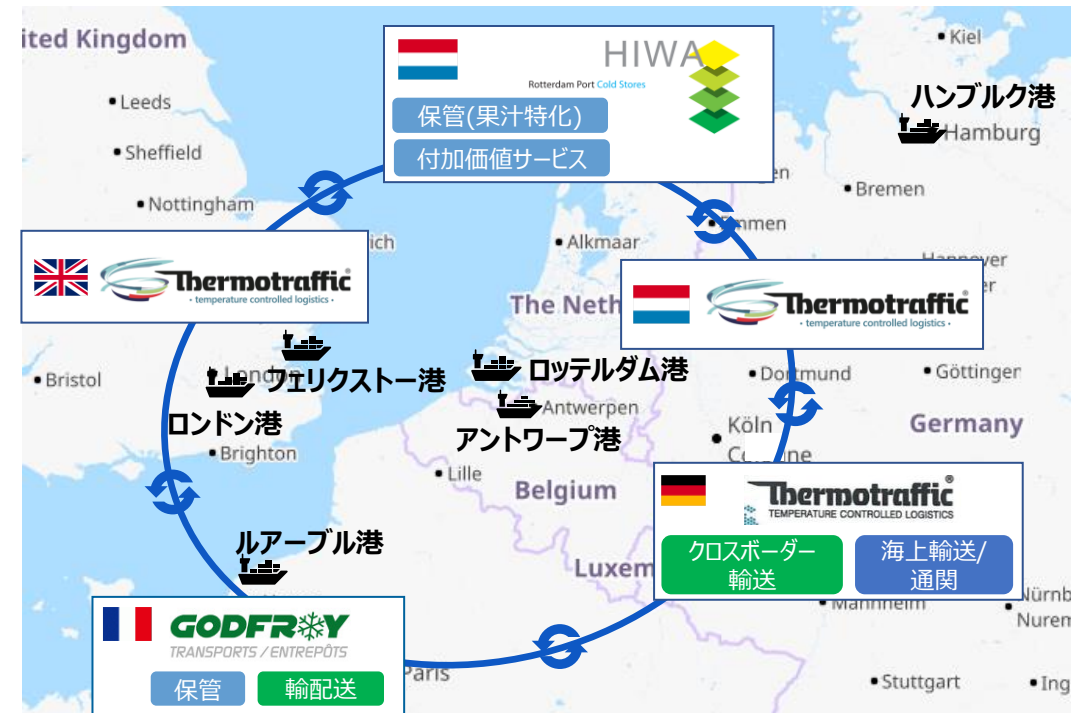 ited Kingdom
Kiel
HIWA
Rotterdam Port Cold Stores
Leeds
ハンブルク港
保管(果汁特化)
Hamburg
Sheffield
付加価値サービス
Bremen
Nottingham
Alkmaar
Thermotraffic
• temperature controlled logistics •
The Neth
Thermotraffic
• temperature controlled logistics •
Bristol
フェリクストー港
ロッテルダム港
Dortmund
Göttinger
Antwerpen
ロンドン港
アントワープ港
Köln
Germany
Brighton
Lille
Belgium
Thermotraffic
TEMPERATURE CONTROLLED LOGISTICS
ルアーブル港
クロスボーダー
輸送
海上輸送/
通関
Luxem
Mannheim
Nürnb
Nurem
GODFROY
TRANSPORTS / ENTREPÔTS
Paris
保管
輸配送
Stuttgart
Ing